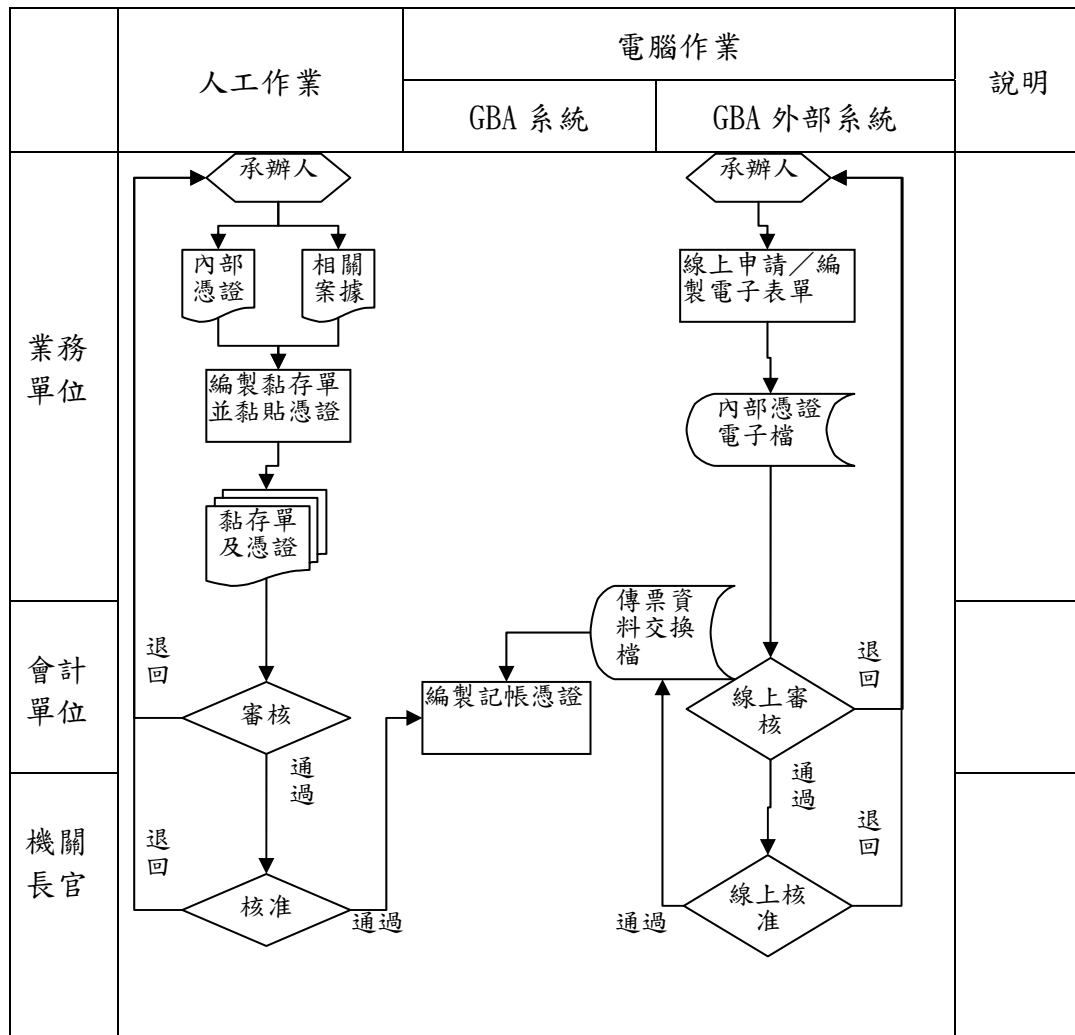 人工作業
電腦作業
說明
GBA 系統
GBA 外部系統
業務
單位
承辦人
內部
憑證
相關
案據
編製黏存單
並黏貼憑證
黏存單
及憑證
承辦人
線上申請／編
製電子表單
內部憑證
電子檔
會計
單位
退
回
審核
通
過
傳票資
料交換
檔
編製記帳憑證
線上審
核
退
回
通
過
機關
長官
退
回
核准
通過
通過
線上核
准
退
回